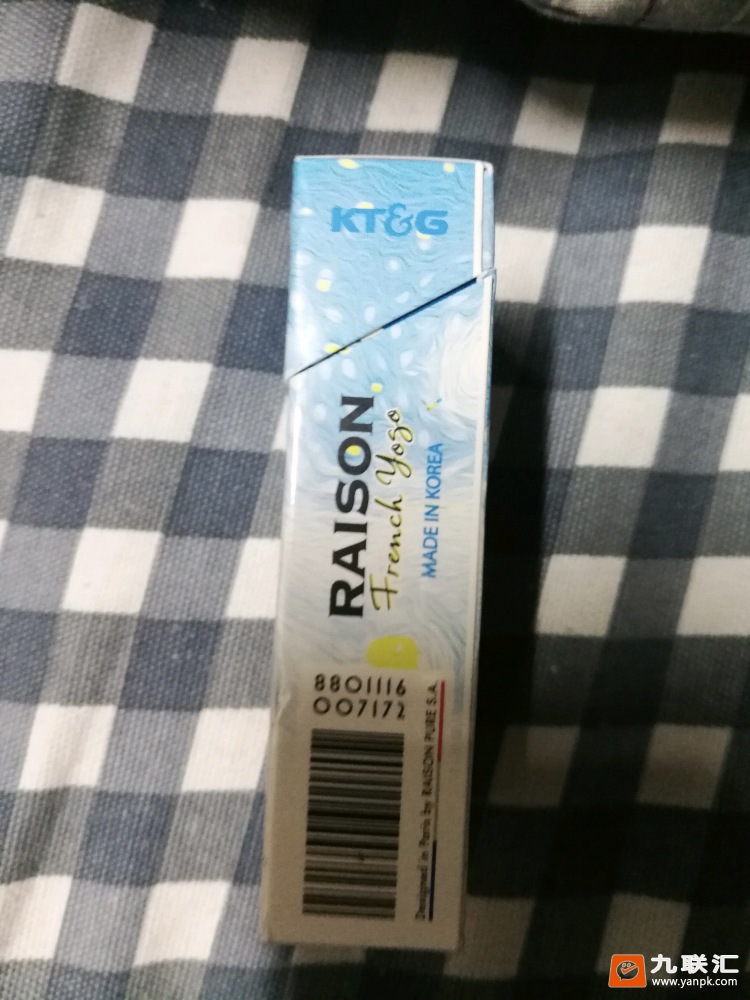 KT&G
RAISON
French Yogo
MADE IN KOREA
8801116
007172
Designed in Paris by RAISON PURE S.A.
九联汇
www.yanpk.com